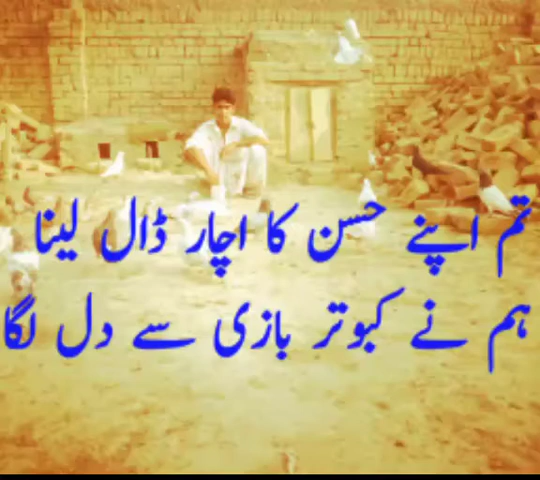 تم اپنے حسن کا اچار ڈال لینا
ہم نے کبوتر بازی سے دل لگا